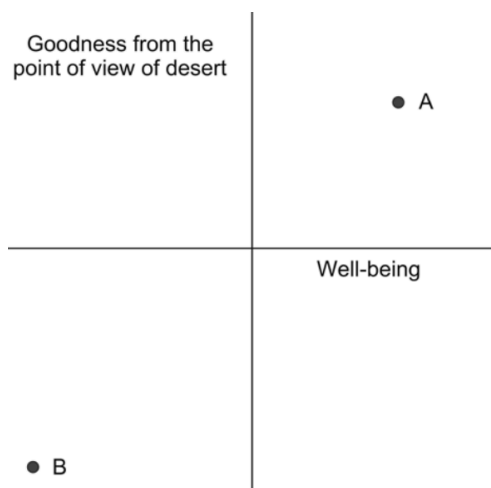 Goodness from the
point of view of desert
A
Well-being
B